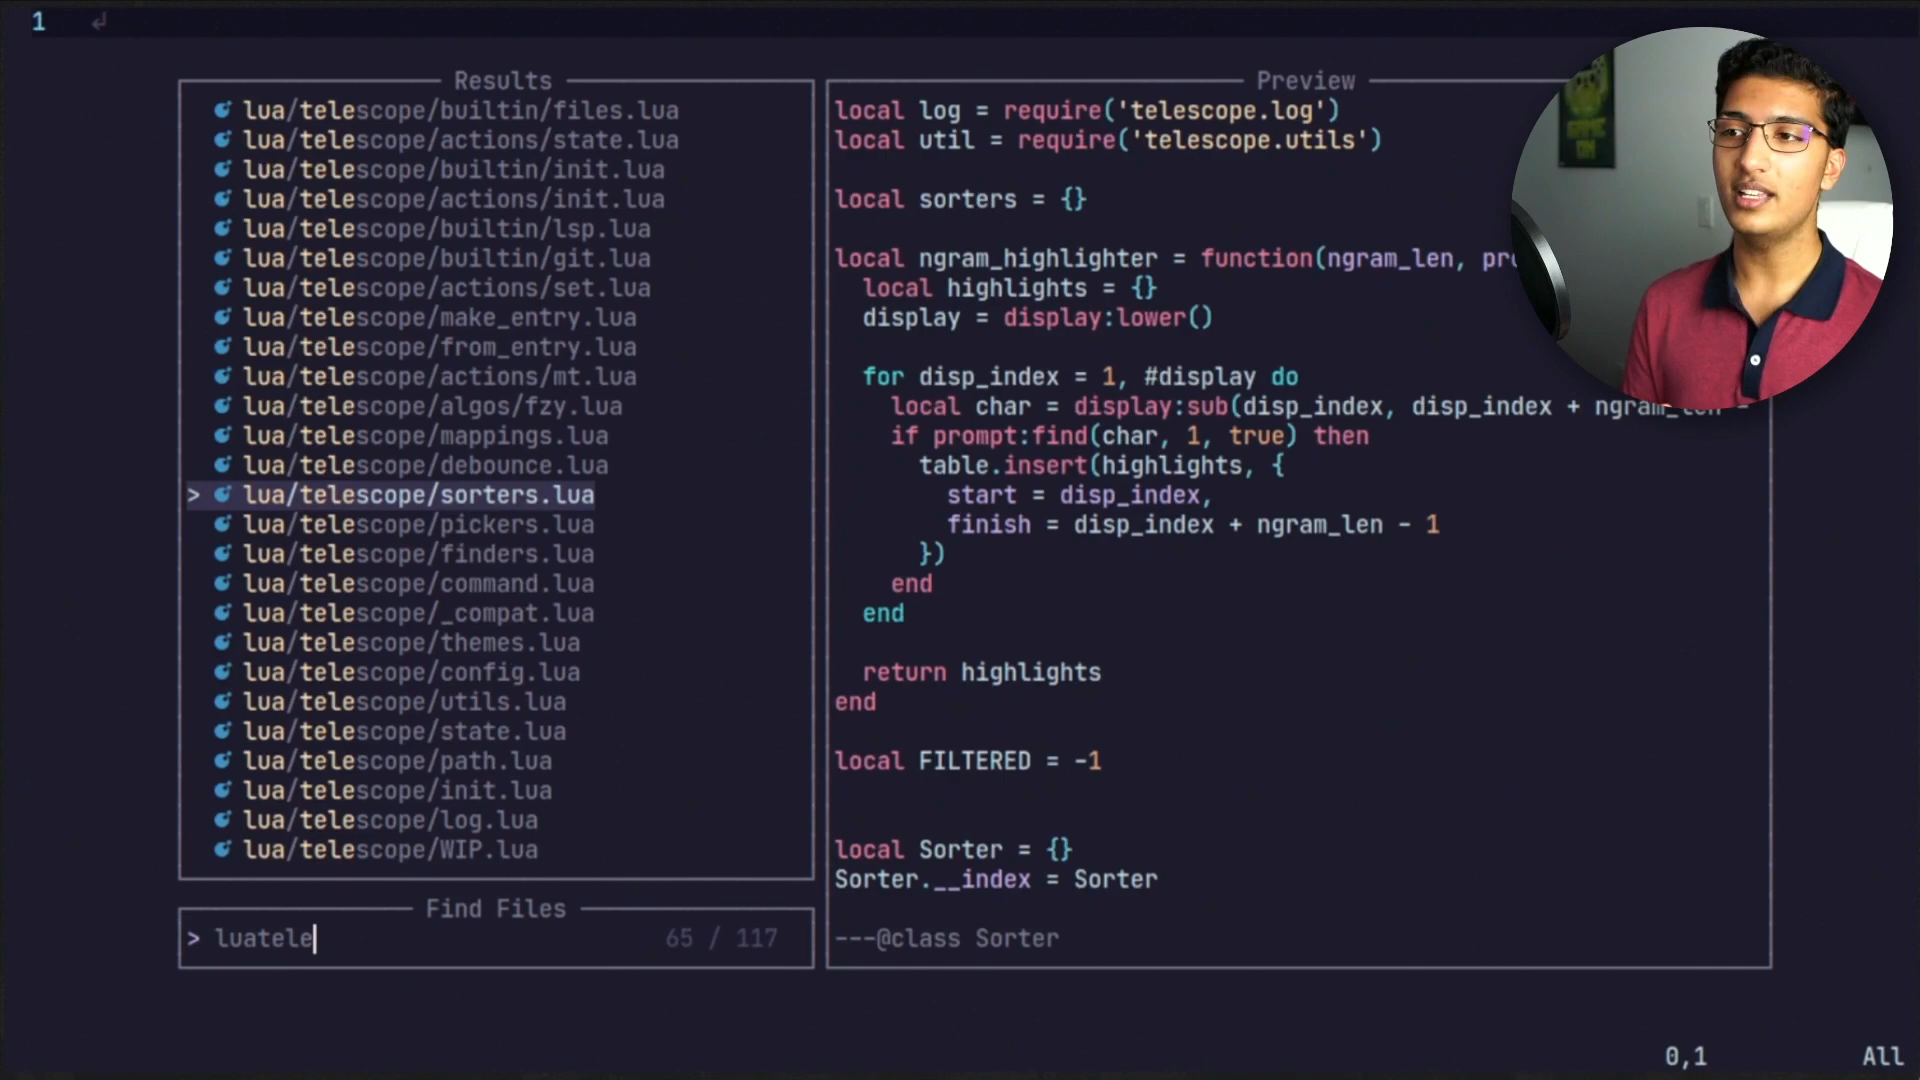 1
Results
lua/telescope/builtin/files.lua
lua/telescope/actions/state.lua
lua/telescope/builtin/init.lua
lua/telescope/actions/init.lua
lua/telescope/builtin/lsp.lua
lua/telescope/builtin/git.lua
lua/telescope/actions/set.lua
lua/telescope/make_entry.lua
lua/telescope/from_entry.lua
lua/telescope/actions/mt.lua
lua/telescope/algos/fzy.lua
lua/telescope/mappings.lua
lua/telescope/debounce.lua
> lua/telescope/sorters.lua
lua/telescope/pickers.lua
lua/telescope/finders.lua
lua/telescope/command.lua
lua/telescope/_compat.lua
lua/telescope/themes.lua
lua/telescope/config.lua
lua/telescope/utils.lua
lua/telescope/state.lua
lua/telescope/path.lua
lua/telescope/init.lua
lua/telescope/log.lua
lua/telescope/WIP.lua
Find Files
> luatele 65 / 117
Preview
local log = require('telescope.log')
local util = require('telescope.utils')
local sorters = {}
local ngram_highlighter = function(ngram_len,
local highlights = {}
display = display:lower()
for disp_index = 1, #display do
local char = display:sub(disp_index, disp_index + ngram_len -
if prompt:find(char, 1, true) then
table.insert(highlights, {
start = disp_index,
finish = disp_index + ngram_len - 1
})
end
end
return highlights
end
local FILTERED = -1
local Sorter = {}
Sorter.__index = Sorter
---@class Sorter
0,1 All